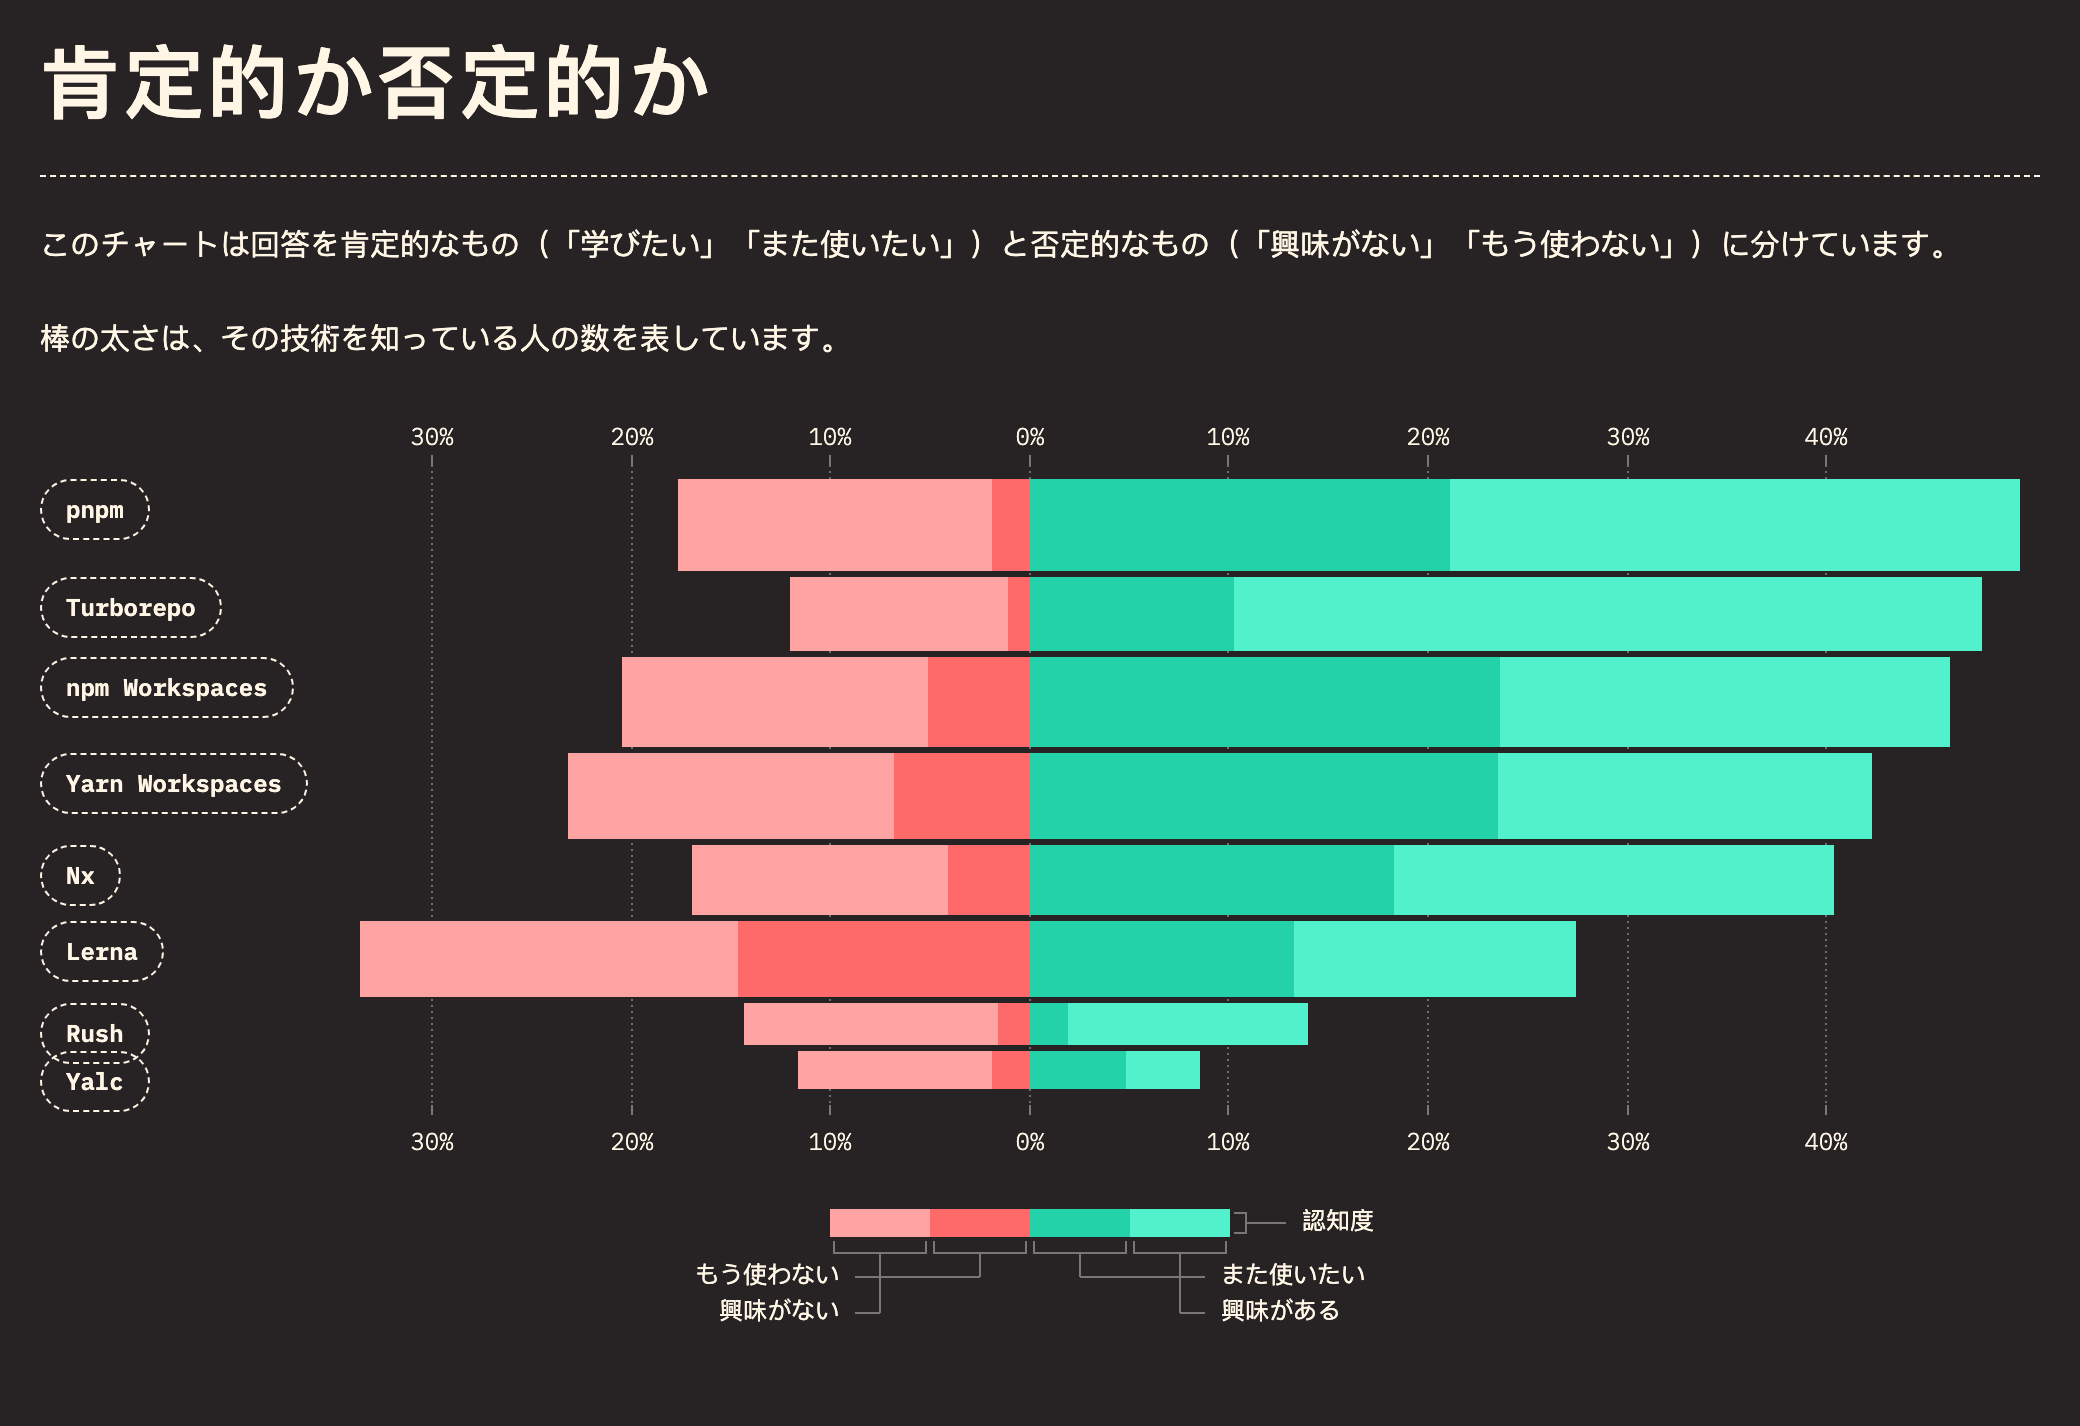 肯定的か否定的か
このチャートは回答を肯定的なもの（「学びたい」「また使いたい」）と否定的なもの（「興味がない」「もう使わない」）に分けています。
棒の太さは、その技術を知っている人の数を表しています。
30% 20% 10% 0% 10% 20% 30% 40%
pnpm
Turborepo
npm Workspaces
Yarn Workspaces
Nx
Lerna
Rush
Yalc
30% 20% 10% 0% 10% 20% 30% 40%
認知度
もう使わない また使いたい
興味がない 興味がある